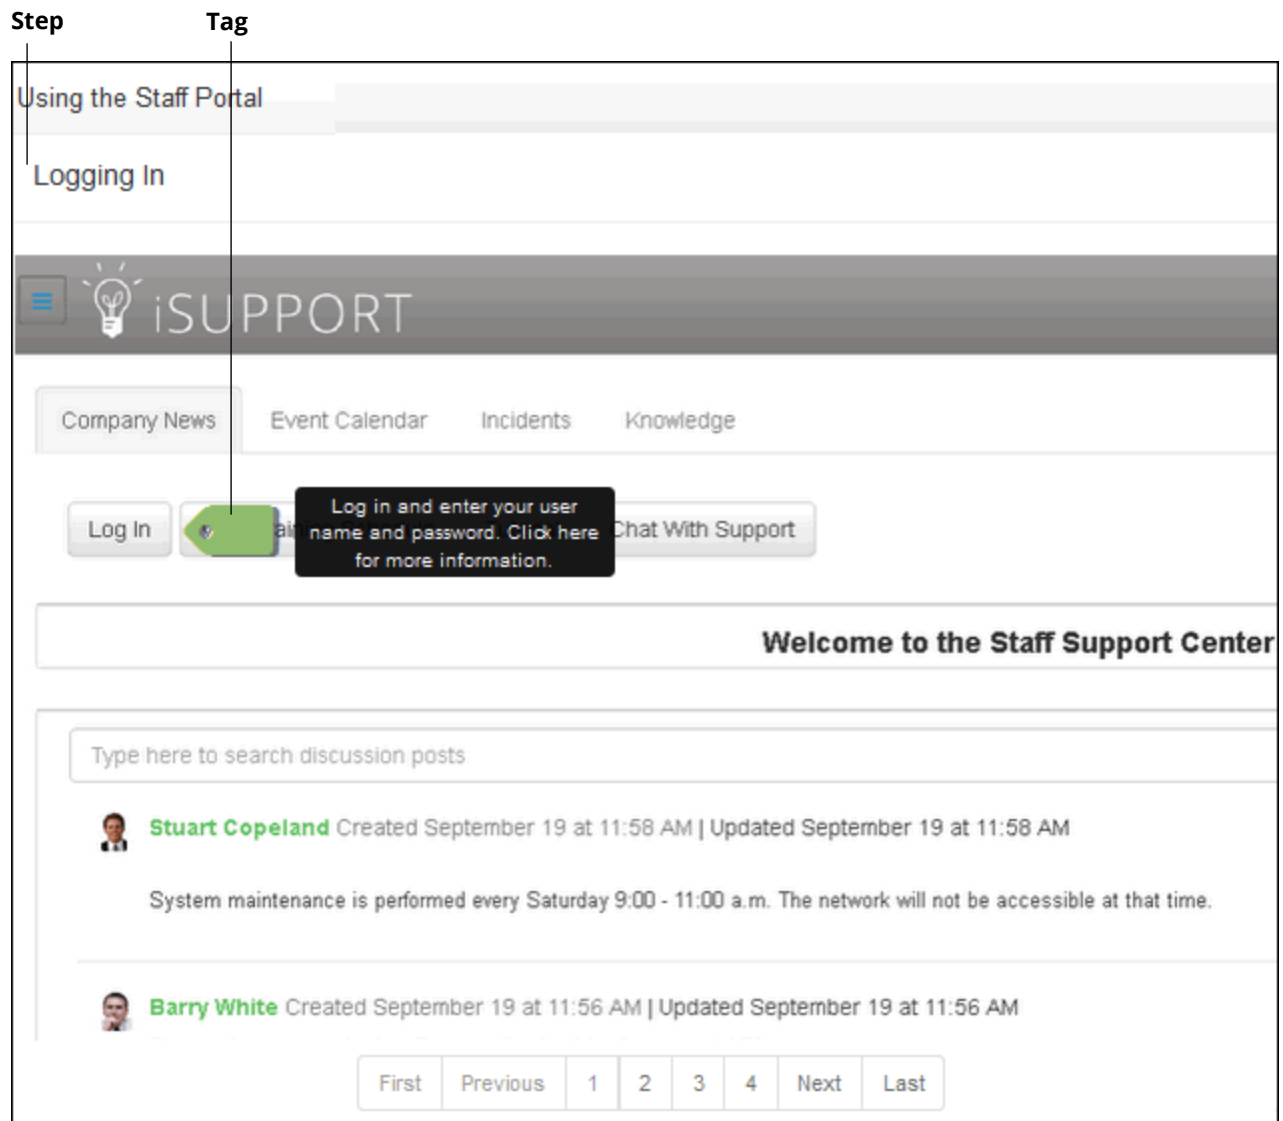 Step Tag
Using the Staff Portal
Logging In
iSUPPORT
Company News Event Calendar Incidents Knowledge
Log In
Log in and enter your user
name and password. Click here
for more information.
Chat With Support
Welcome to the Staff Support Center
Type here to search discussion posts
Stuart Copeland Created September 19 at 11:58 AM | Updated September 19 at 11:58 AM
System maintenance is performed every Saturday 9:00 - 11:00 a.m. The network will not be accessible at that time.
Barry White Created September 19 at 11:56 AM | Updated September 19 at 11:56 AM
First Previous 1 2 3 4 Next Last